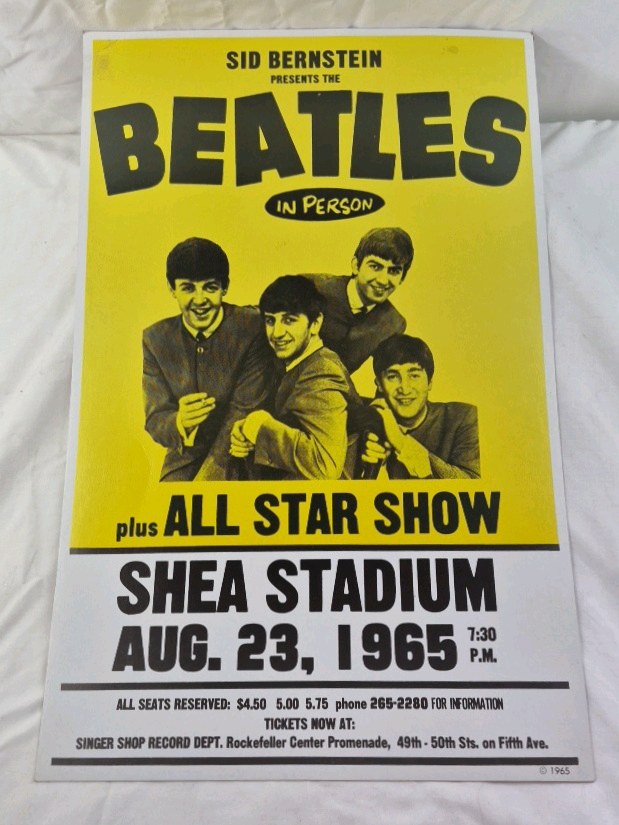 SID BERNSTEIN
PRESENTS THE
BEATLES
IN PERSON
plus ALL STAR SHOW
SHEA STADIUM
AUG. 23, 1965 7:30 P.M.
ALL SEATS RESERVED: $4.50 5.00 5.75 phone 265-2280 FOR INFORMATION
TICKETS NOW AT:
SINGER SHOP RECORD DEPT. Rockefeller Center Promenade, 49th - 50th Sts. on Fifth Ave.
© 1965